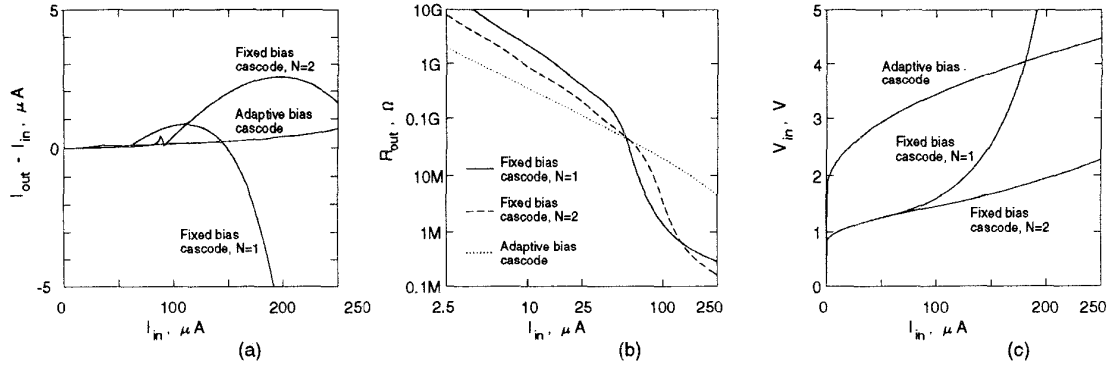 5
0
-5
I_out - I_in, μA
Fixed bias
cascode, N=2
Adaptive bias
cascode
Fixed bias
cascode, N=1
0 50 100 150 200 250
I_in, μA
(a)
10G
1G
0.1G
10M
1M
0.1M
R_out, Ω
Fixed bias
cascode, N=1
Fixed bias
cascode, N=2
Adaptive bias
cascode
2.5 10 25 100 250
I_in, μA
(b)
5
4
3
2
1
0
V_in, V
Adaptive bias
cascode
Fixed bias
cascode
N=1
Fixed bias
cascode, N=2
0 50 100 150 200 250
I_in, μA
(c)